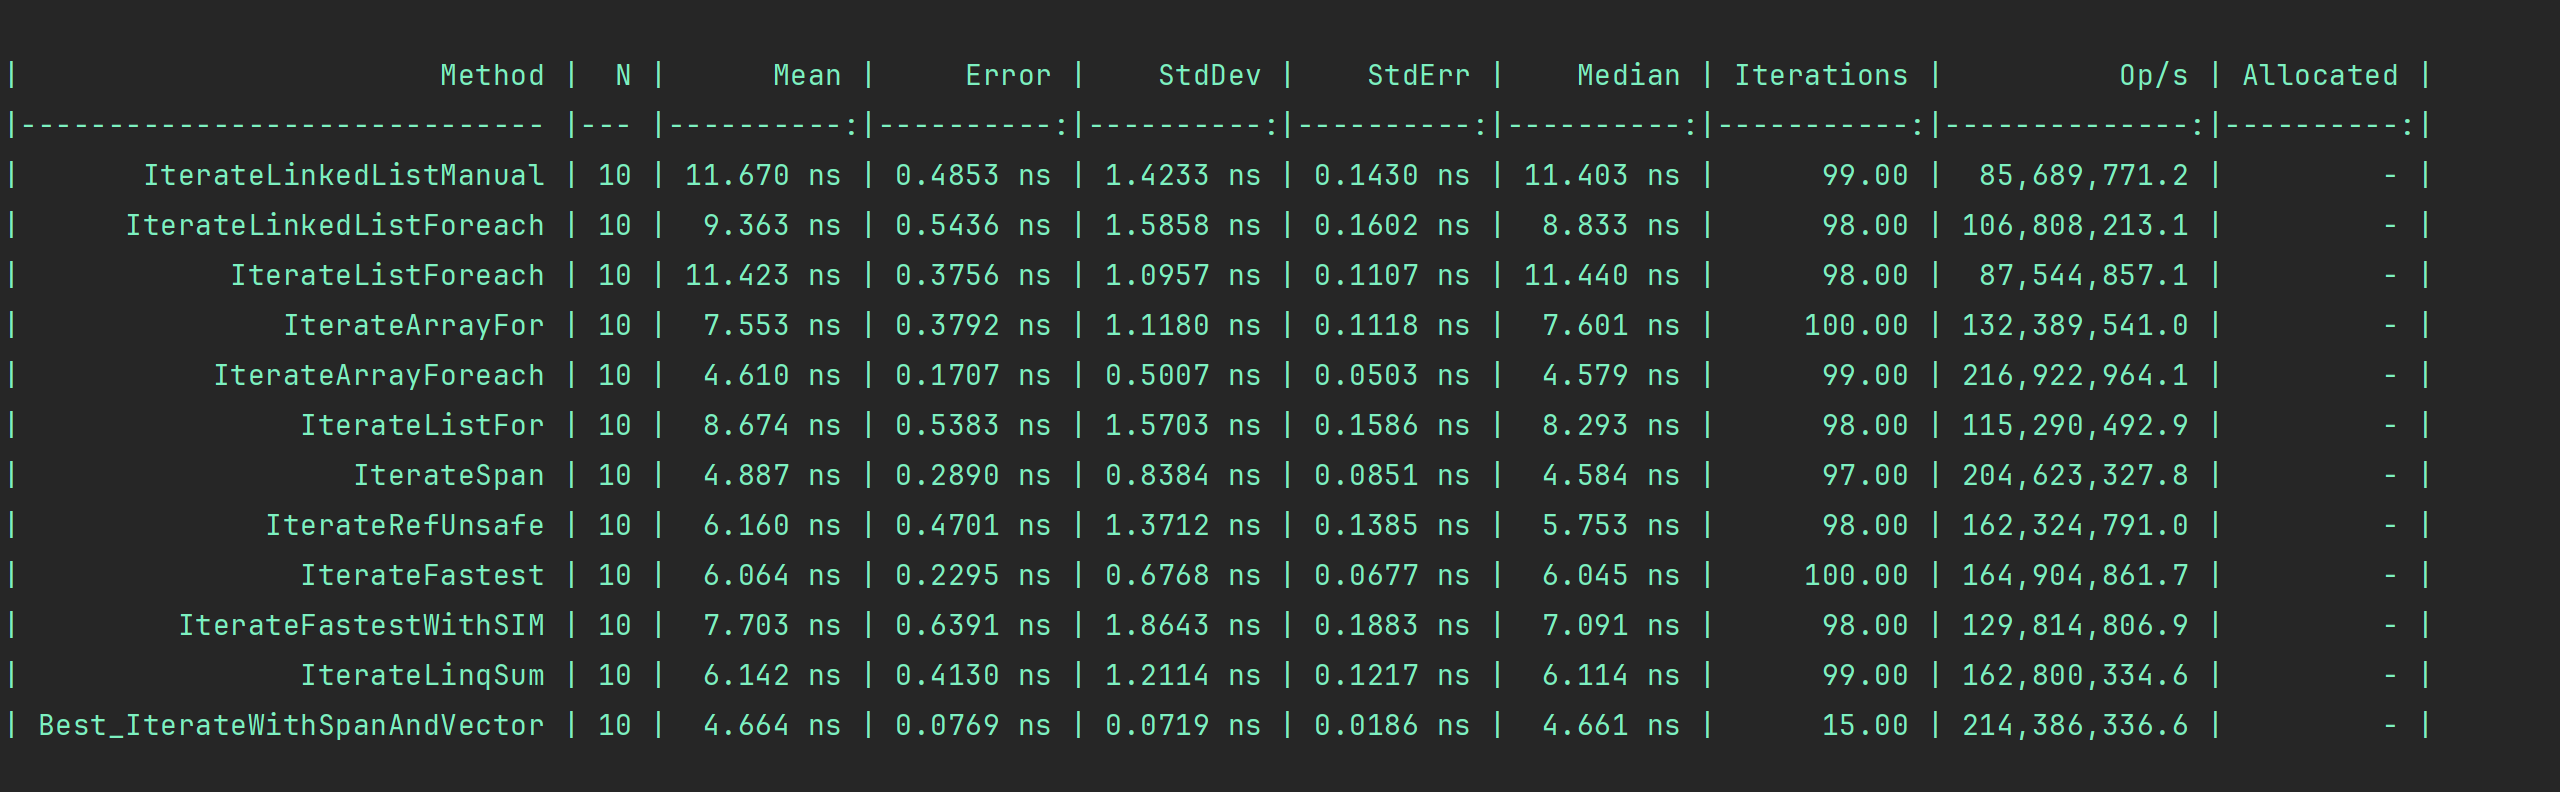 |                       Method |  N |      Mean |     Error |    StdDev |    StdErr |    Median | Iterations |          Op/s | Allocated |
|------------------------------ |--- |----------:|----------:|----------:|----------:|----------:|-----------:|--------------:|----------:|
|       IterateLinkedListManual | 10 | 11.670 ns | 0.4853 ns | 1.4233 ns | 0.1430 ns | 11.403 ns |      99.00 |  85,689,771.2 |         - |
|      IterateLinkedListForeach | 10 |  9.363 ns | 0.5436 ns | 1.5858 ns | 0.1602 ns |  8.833 ns |      98.00 | 106,808,213.1 |         - |
|            IterateListForeach | 10 | 11.423 ns | 0.3756 ns | 1.0957 ns | 0.1107 ns | 11.440 ns |      98.00 |  87,544,857.1 |         - |
|               IterateArrayFor | 10 |  7.553 ns | 0.3792 ns | 1.1180 ns | 0.1118 ns |  7.601 ns |     100.00 | 132,389,541.0 |         - |
|           IterateArrayForeach | 10 |  4.610 ns | 0.1707 ns | 0.5007 ns | 0.0503 ns |  4.579 ns |      99.00 | 216,922,964.1 |         - |
|                IterateListFor | 10 |  8.674 ns | 0.5383 ns | 1.5703 ns | 0.1586 ns |  8.293 ns |      98.00 | 115,290,492.9 |         - |
|                   IterateSpan | 10 |  4.887 ns | 0.2890 ns | 0.8384 ns | 0.0851 ns |  4.584 ns |      97.00 | 204,623,327.8 |         - |
|              IterateRefUnsafe | 10 |  6.160 ns | 0.4701 ns | 1.3712 ns | 0.1385 ns |  5.753 ns |      98.00 | 162,324,791.0 |         - |
|                IterateFastest | 10 |  6.064 ns | 0.2295 ns | 0.6768 ns | 0.0677 ns |  6.045 ns |     100.00 | 164,904,861.7 |         - |
|         IterateFastestWithSIM | 10 |  7.703 ns | 0.6391 ns | 1.8643 ns | 0.1883 ns |  7.091 ns |      98.00 | 129,814,806.9 |         - |
|                IterateLinqSum | 10 |  6.142 ns | 0.4130 ns | 1.2114 ns | 0.1217 ns |  6.114 ns |      99.00 | 162,800,334.6 |         - |
| Best_IterateWithSpanAndVector | 10 |  4.664 ns | 0.0769 ns | 0.0719 ns | 0.0186 ns |  4.661 ns |      15.00 | 214,386,336.6 |         - |